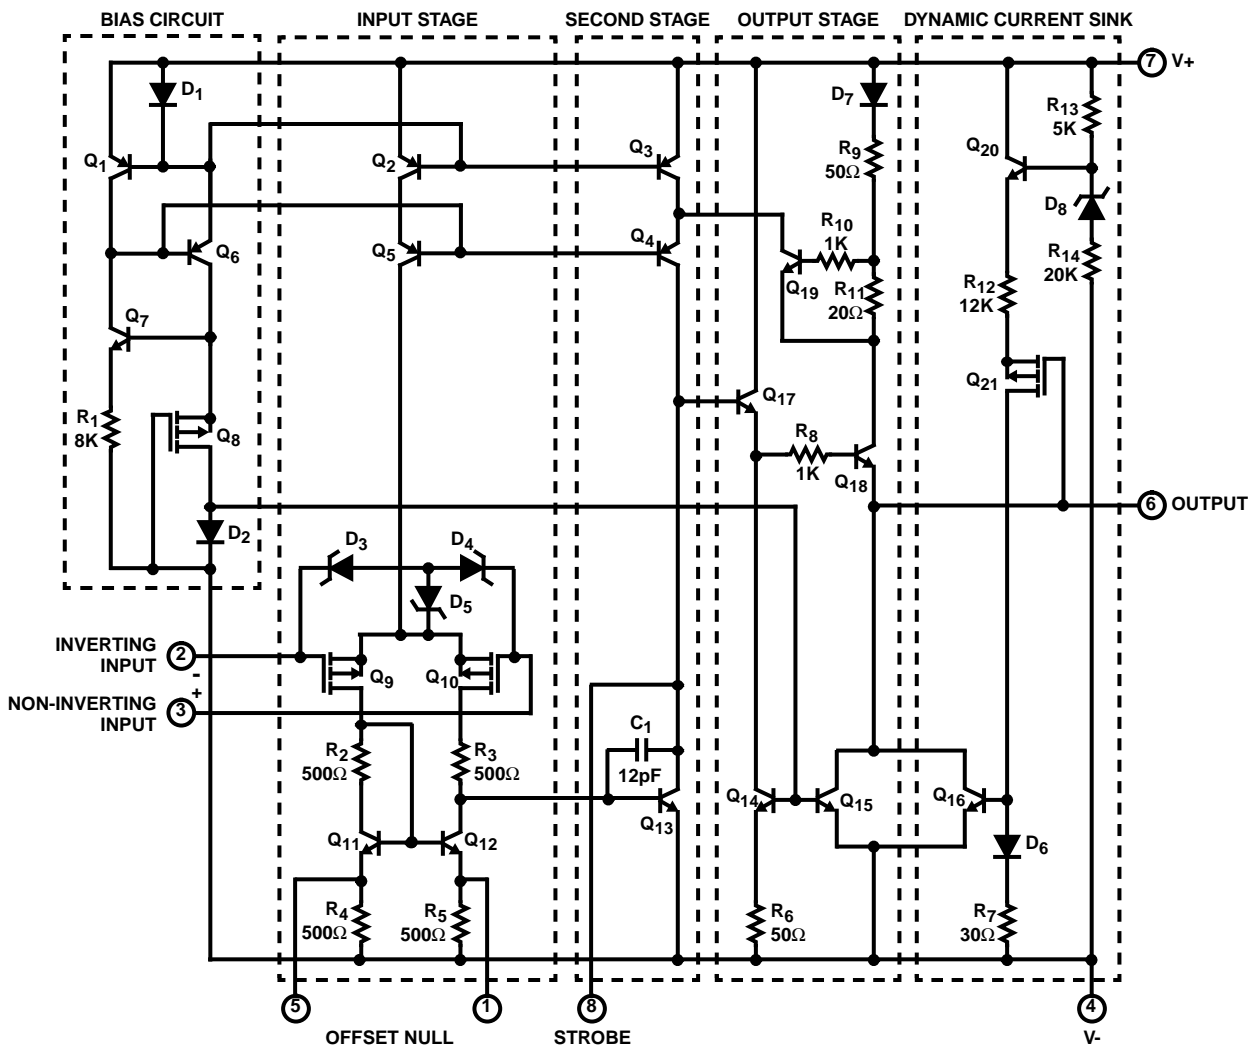 BIAS CIRCUIT
INPUT STAGE
SECOND STAGE
OUTPUT STAGE
DYNAMIC CURRENT SINK
7 V+
D1
D7
R13
5K
Q1
Q2
Q3
R9
50Ω
Q20
D8
Q6
Q5
Q4
R10
1K
R14
20K
Q19
R11
20Ω
R12
12K
Q7
Q21
R1
8K
Q8
Q17
R8
1K
Q18
6 OUTPUT
D2
D3
D4
D5
INVERTING
INPUT
2
-
Q9
Q10
+
NON-INVERTING
INPUT
3
R2
500Ω
R3
500Ω
C1
12pF
Q14
Q15
Q16
Q13
Q11
Q12
D6
R4
500Ω
R5
500Ω
R6
50Ω
R7
30Ω
5
1
8
4
OFFSET NULL
STROBE
V-